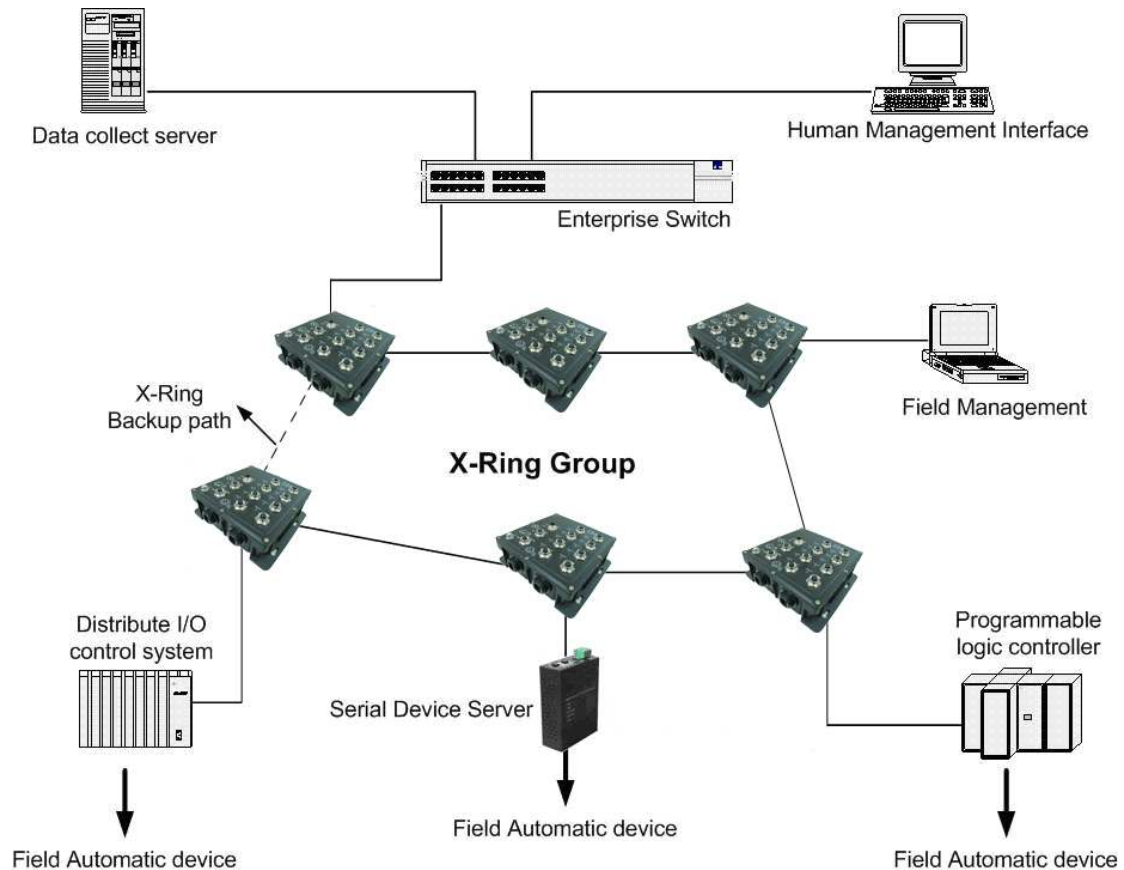 Data collect server
Human Management Interface
Enterprise Switch
X-Ring
Backup path
Field Management
X-Ring Group
Distribute I/O
control system
Programmable
logic controller
Serial Device Server
Field Automatic device
Field Automatic device
Field Automatic device